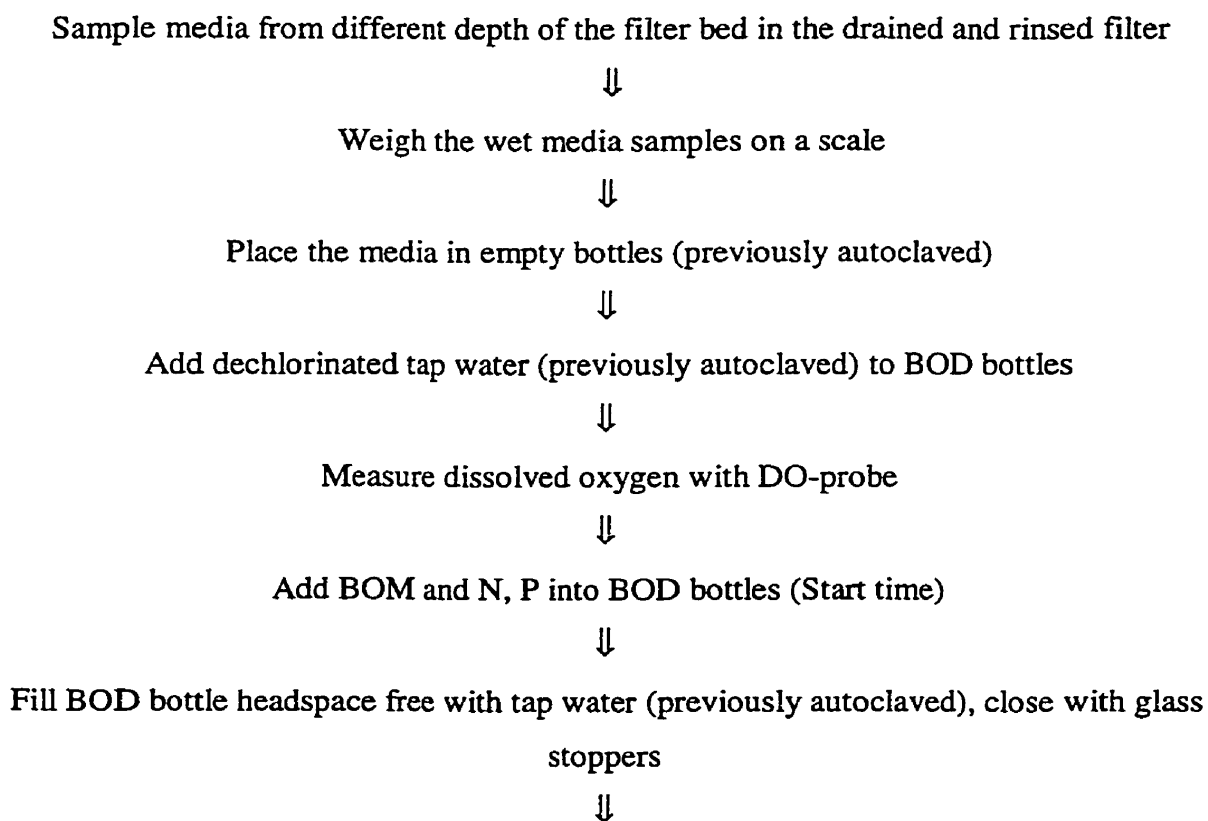 Sample media from different depth of the filter bed in the drained and rinsed filter
⇓
Weigh the wet media samples on a scale
⇓
Place the media in empty bottles (previously autoclaved)
⇓
Add dechlorinated tap water (previously autoclaved) to BOD bottles
⇓
Measure dissolved oxygen with DO-probe
⇓
Add BOM and N, P into BOD bottles (Start time)
⇓
Fill BOD bottle headspace free with tap water (previously autoclaved), close with glass
stoppers
⇓